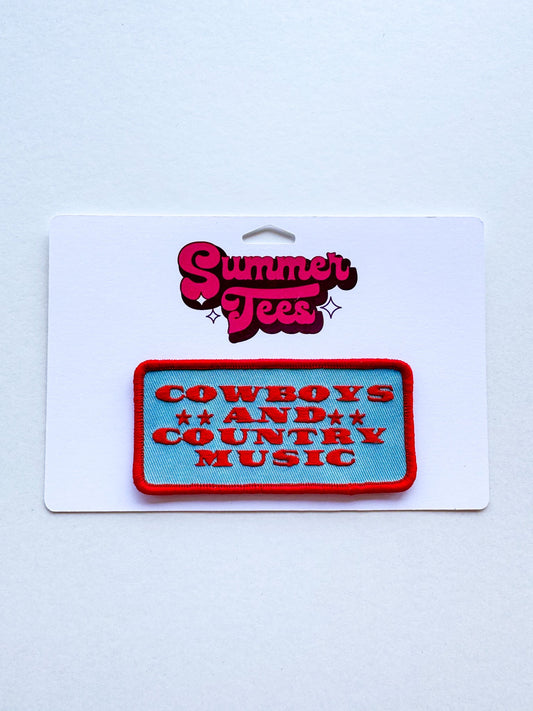 Summer
Tees
COWBOYS
AND
COUNTRY
MUSIC